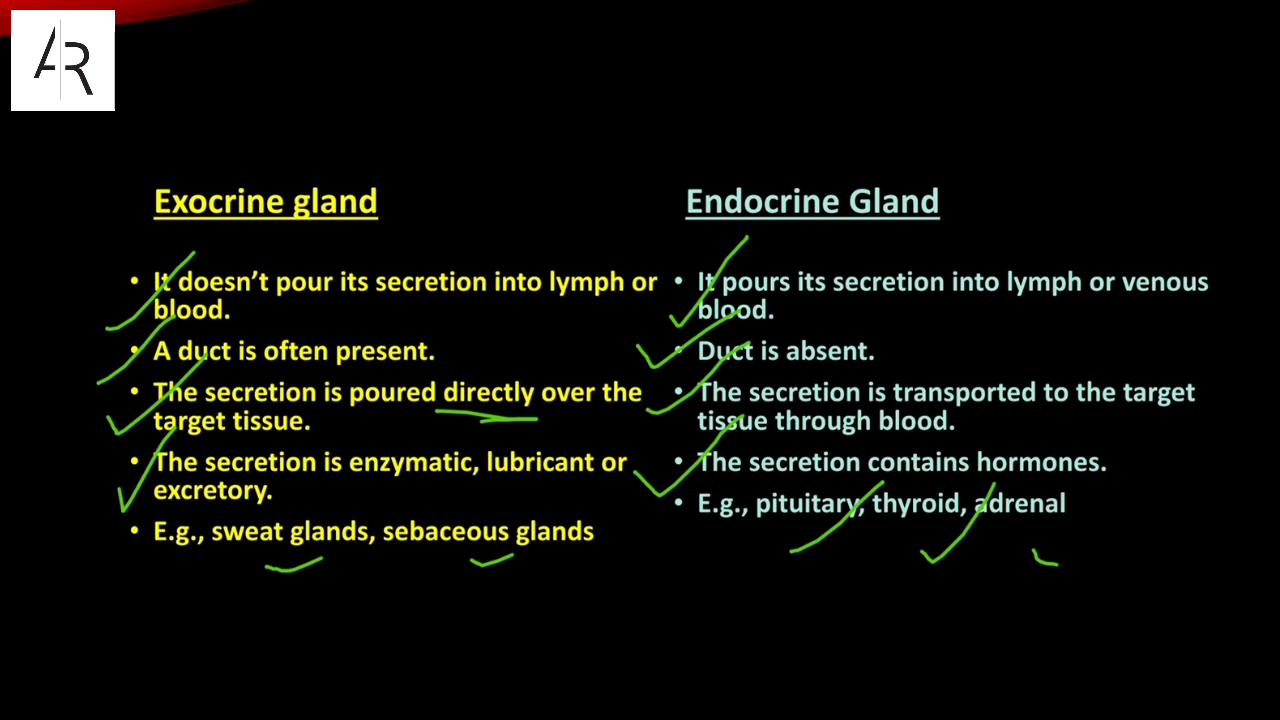 AR
Exocrine gland
• It doesn't pour its secretion into lymph or
blood.
• A duct is often present.
• The secretion is poured directly over the
target tissue.
• The secretion is enzymatic, lubricant or
excretory.
• E.g., sweat glands, sebaceous glands
Endocrine Gland
• It pours its secretion into lymph or venous
blood.
• Duct is absent.
• The secretion is transported to the target
tissue through blood.
• The secretion contains hormones.
• E.g., pituitary, thyroid, adrenal